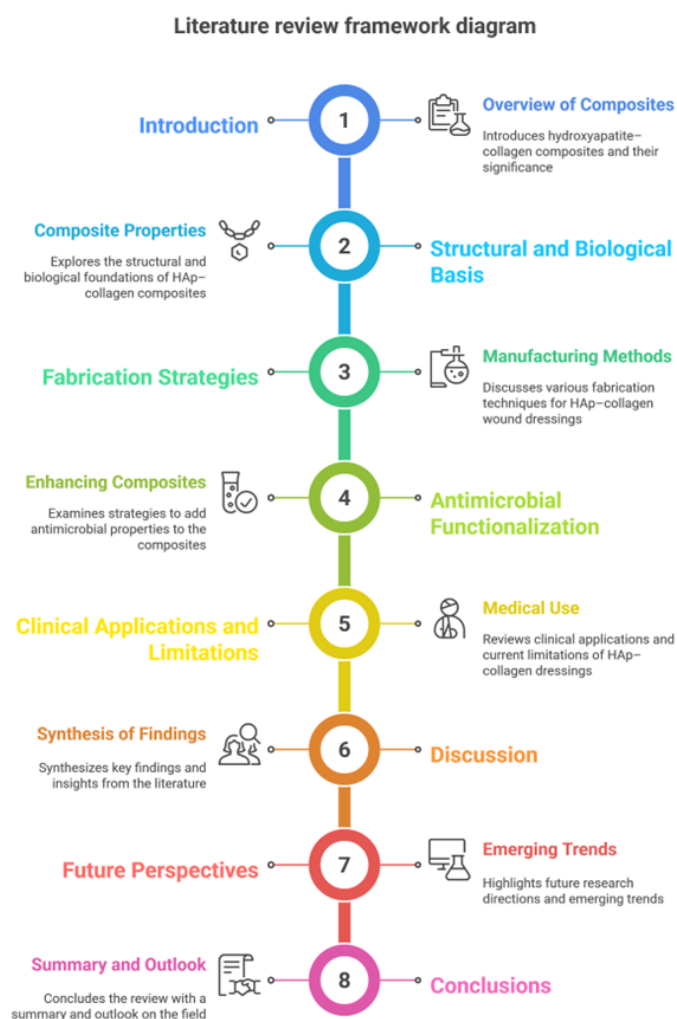 Literature review framework diagram
Introduction
1
Overview of Composites
Introduces hydroxyapatite–
collagen composites and their
significance
Composite Properties
Explores the structural and
biological foundations of HAp–
collagen composites
2
Structural and Biological
Basis
Fabrication Strategies
3
Manufacturing Methods
Discusses various fabrication
techniques for HAp–collagen
wound dressings
Enhancing Composites
Examines strategies to add
antimicrobial properties to the
composites
4
Antimicrobial
Functionalization
Clinical Applications and
Limitations
5
Medical Use
Reviews clinical applications and
current limitations of HAp–
collagen dressings
Synthesis of Findings
Synthesizes key findings and
insights from the literature
6
Discussion
Future Perspectives
7
Emerging Trends
Highlights future research
directions and emerging trends
Summary and Outlook
Concludes the review with a
summary and outlook on the field
8
Conclusions